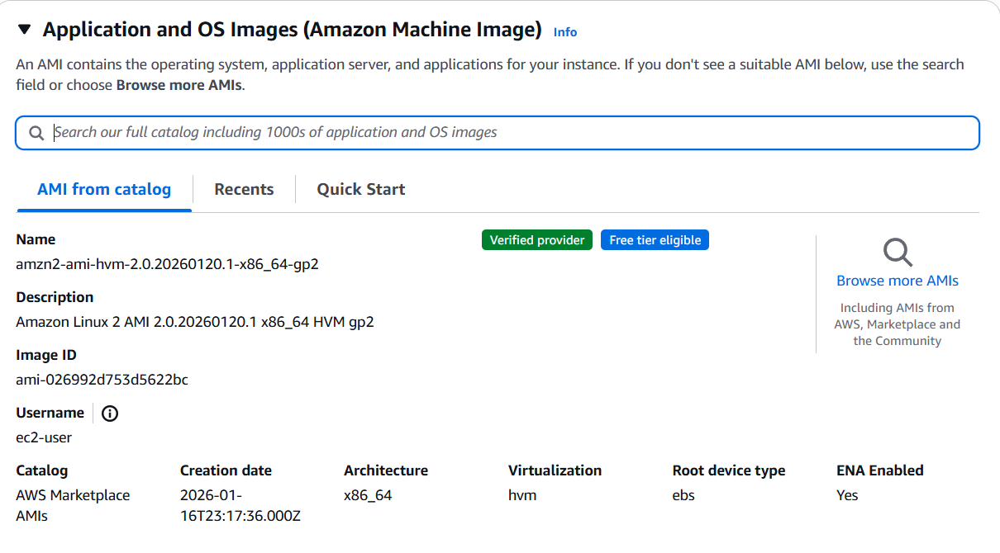 Application and OS Images (Amazon Machine Image) Info
An AMI contains the operating system, application server, and applications for your instance. If you don't see a suitable AMI below, use the search
field or choose Browse more AMIs.
Search our full catalog including 1000s of application and OS images
AMI from catalog
Recents
Quick Start
Name
Verified provider
Free tier eligible
amzn2-ami-hvm-2.0.20260120.1-x86_64-gp2
Description
Amazon Linux 2 AMI 2.0.20260120.1 x86_64 HVM gp2
Image ID
ami-026992d753d5622bc
Username
ec2-user
Browse more AMIs
Including AMIs from
AWS, Marketplace and
the Community
Catalog
AWS Marketplace
AMIs
Creation date
2026-01-
16T23:17:36.000Z
Architecture
x86_64
Virtualization
hvm
Root device type
ebs
ENA Enabled
Yes